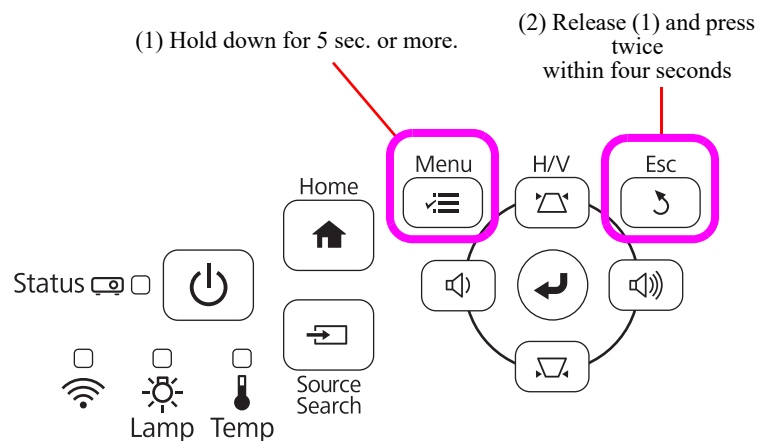 (1) Hold down for 5 sec. or more.
(2) Release (1) and press
twice
within four seconds
Menu
H/V
Esc
Home
Status
Source
Search
Lamp
Temp